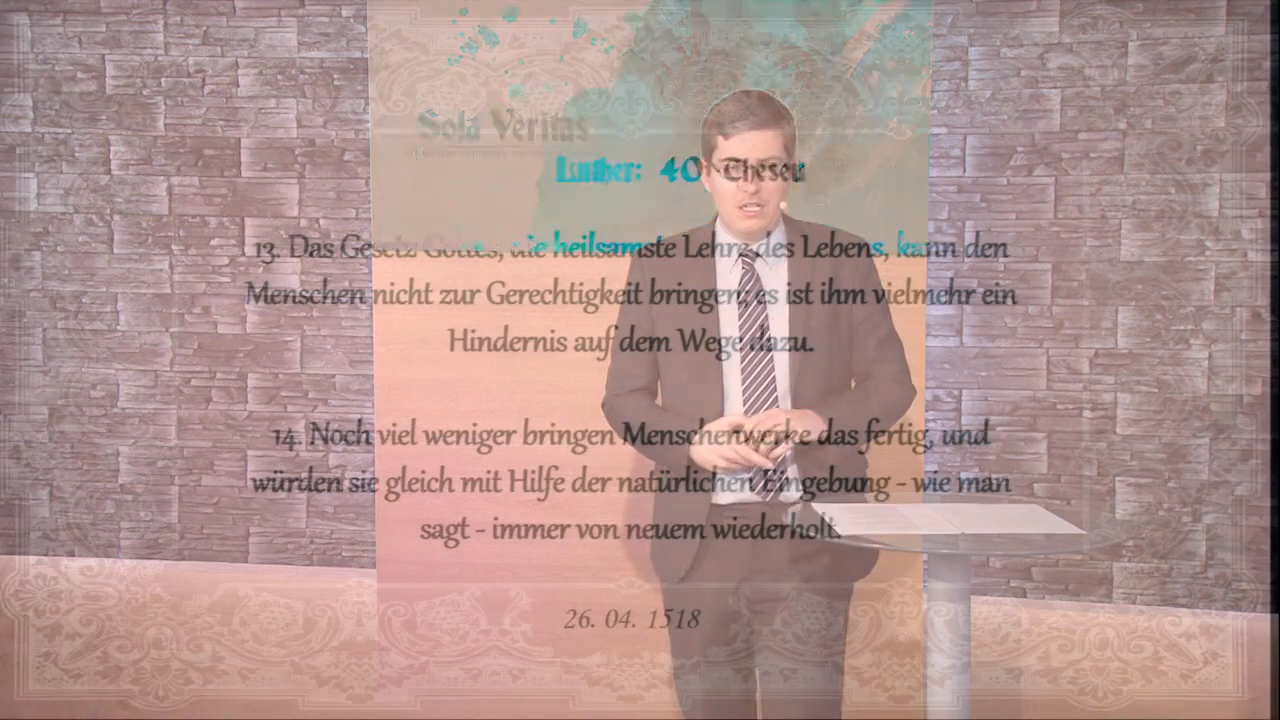 Sola Veritas
Luther: 40 Thesen
13. Das Gesetz Gottes, die heilsamste Lehre des Lebens, kann den
Menschen nicht zur Gerechtigkeit bringen; es ist ihm vielmehr ein
Hindernis auf dem Wege dazu.
14. Noch viel weniger bringen Menschenwerke das fertig, und
würden sie gleich mit Hilfe der natürlichen Eingebung - wie man
sagt - immer von neuem wiederholt.
26. 04. 1518